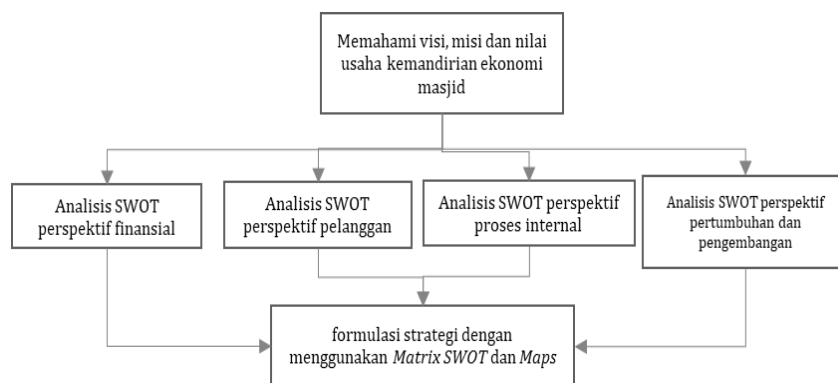 Memahami visi, misi dan nilai
usaha kemandirian ekonomi
masjid
Analisis SWOT
perspektif finansial
Analisis SWOT
perspektif pelanggan
Analisis SWOT perspektif
proses internal
Analisis SWOT perspektif
pertumbuhan dan
pengembangan
formulasi strategi dengan
menggunakan Matrix SWOT dan Maps